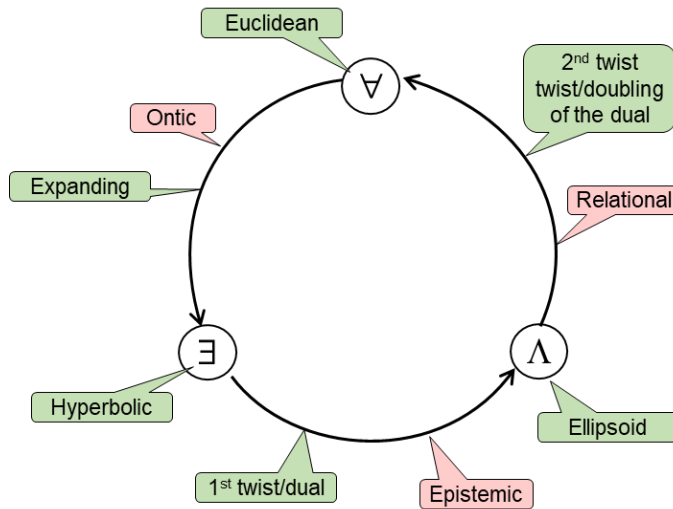 Euclidean
∀
2nd twist
twist/doubling
of the dual
Ontic
Expanding
Relational
∃
Λ
Hyperbolic
Ellipsoid
1st twist/dual
Epistemic